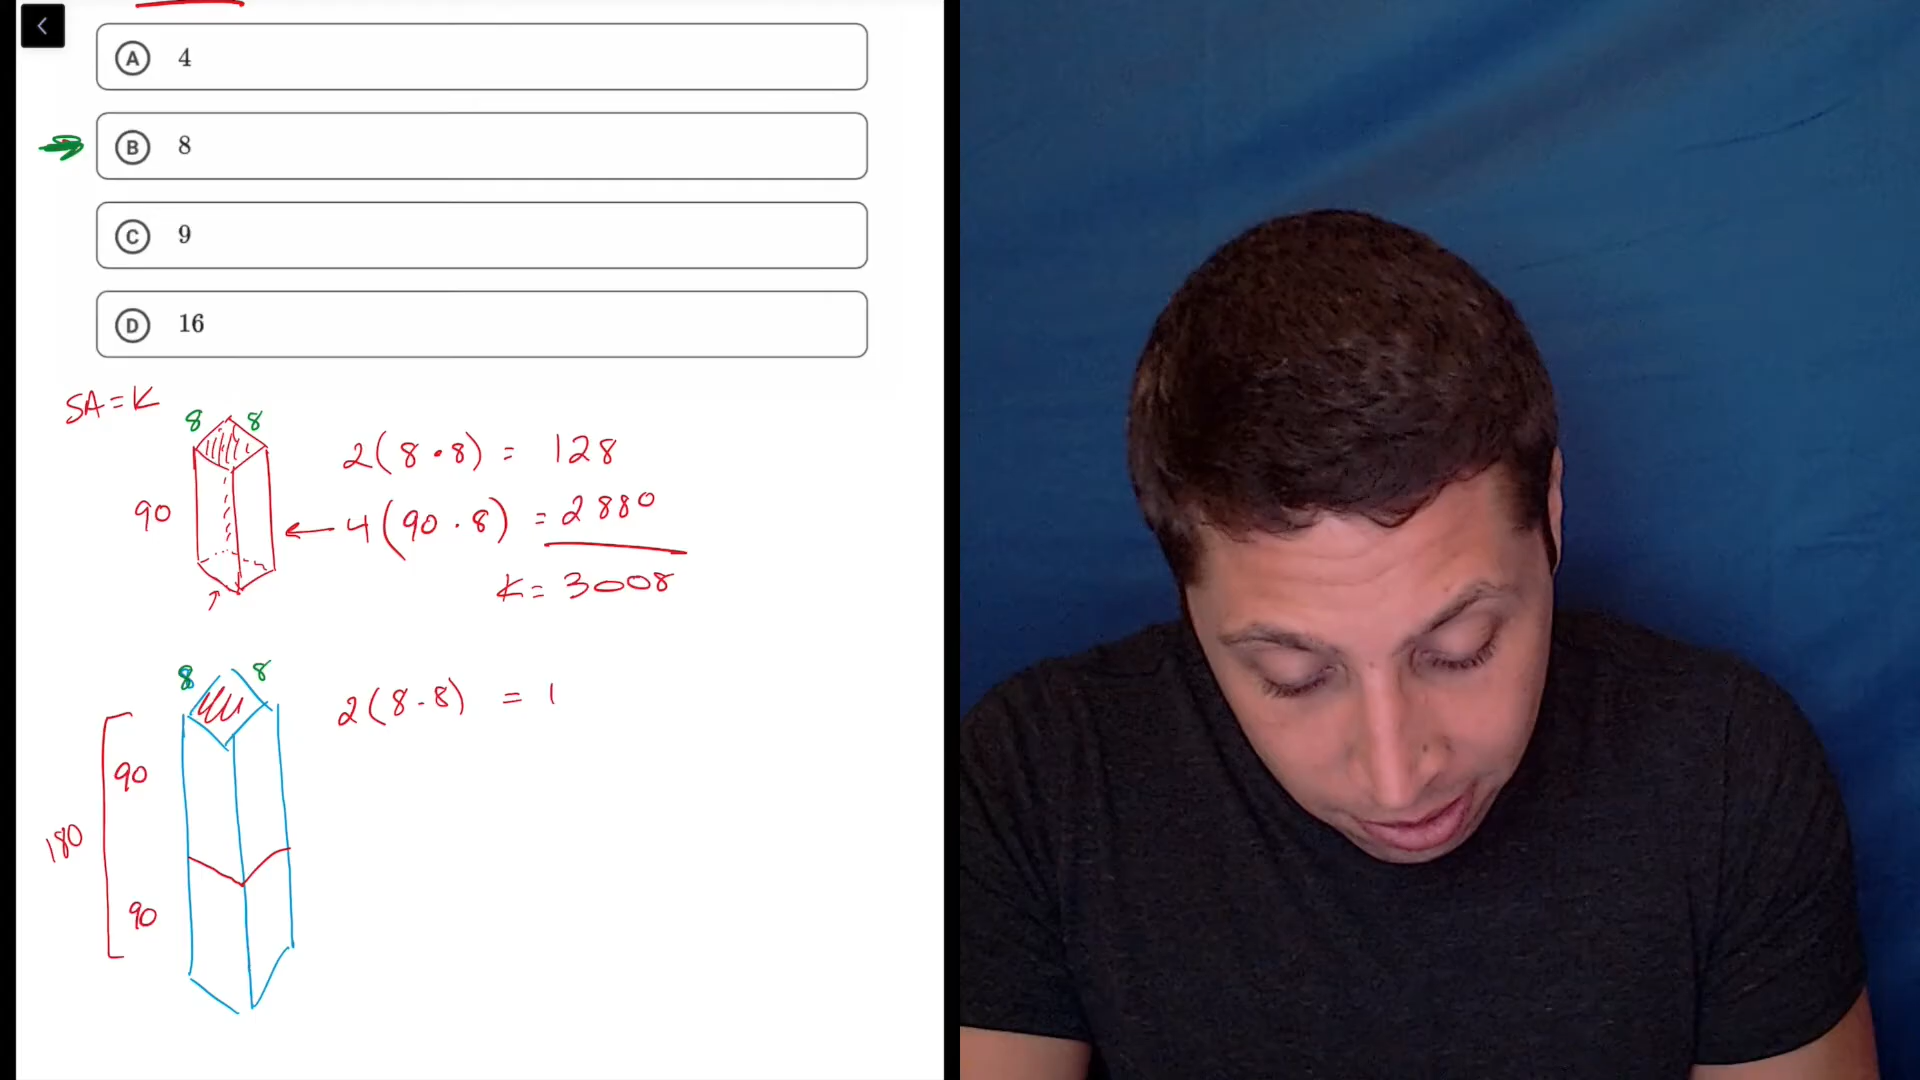 A 4
B 8
C 9
D 16
SA = K
8 8
2(8 · 8) = 128
90
4(90 · 8) = 2880
K = 3008
8 8
2(8 · 8) = 1
90
180
90